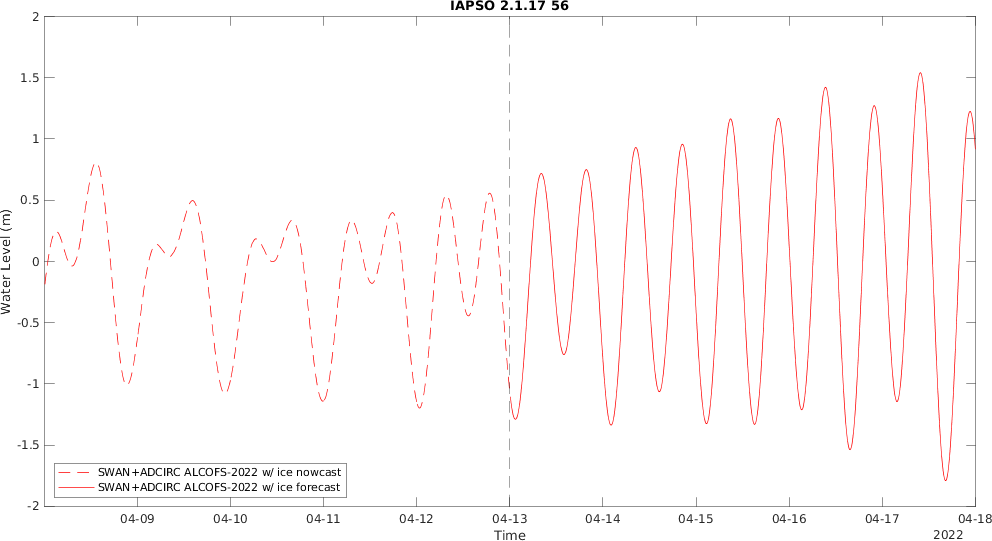 IAPSO 2.1.17 56
Water Level (m)
2
1.5
1
0.5
0
-0.5
-1
-1.5
-2
SWAN+ADCIRC ALCOFS-2022 w/ ice nowcast
SWAN+ADCIRC ALCOFS-2022 w/ ice forecast
04-09 04-10 04-11 04-12 04-13 04-14 04-15 04-16 04-17 04-18
Time
2022